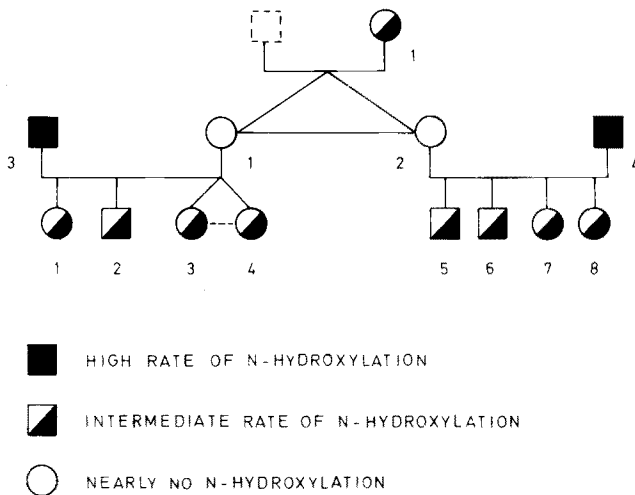 1
3 1 2 4
1 2 3 4 5 6 7 8
HIGH RATE OF N-HYDROXYLATION
INTERMEDIATE RATE OF N-HYDROXYLATION
NEARLY NO N-HYDROXYLATION